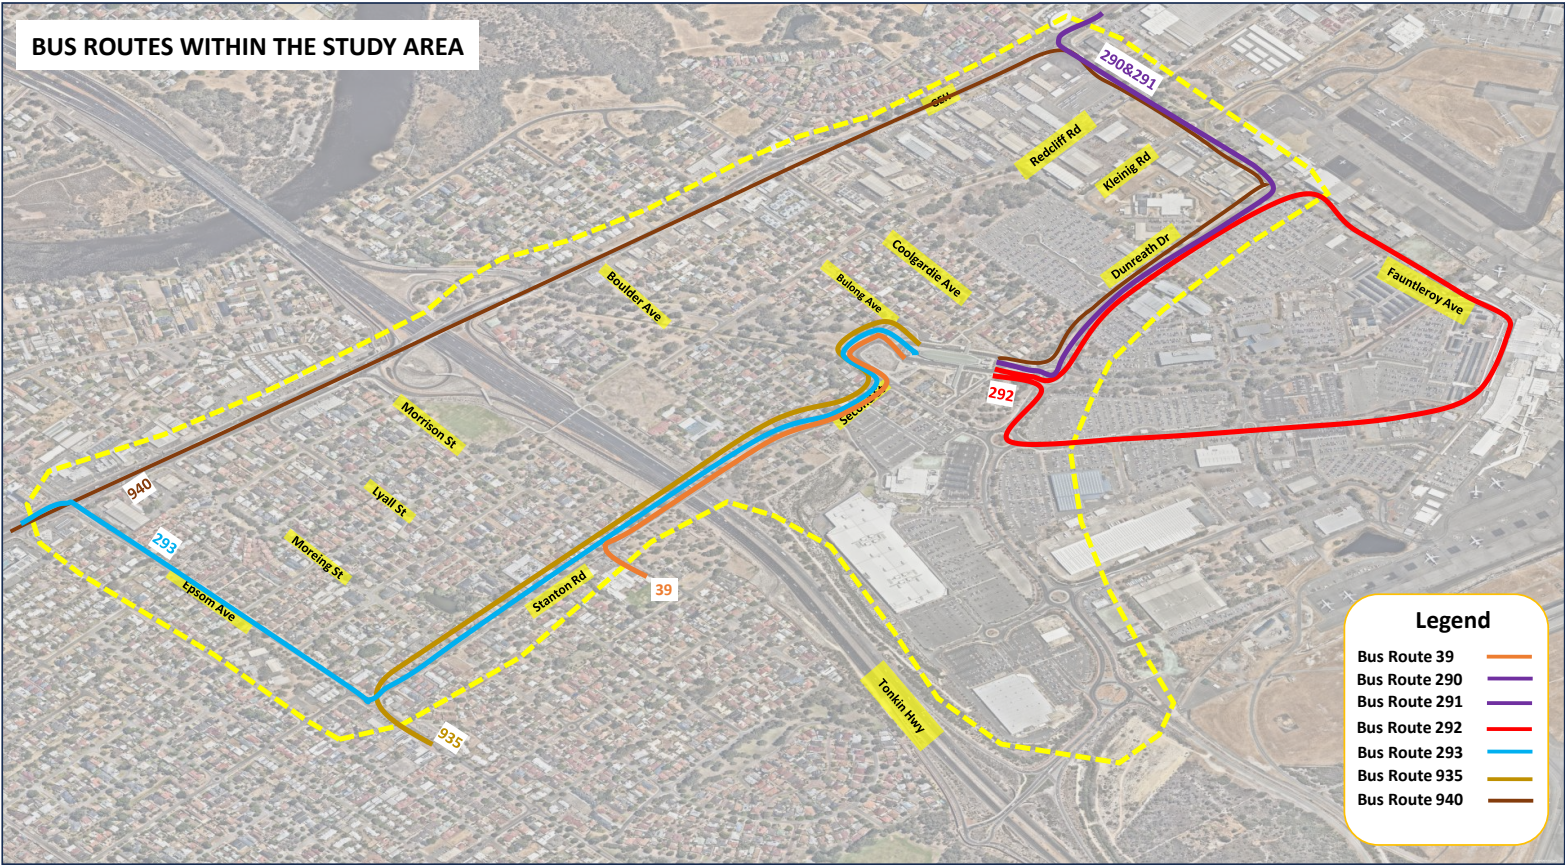 BUS ROUTES WITHIN THE STUDY AREA
290&291
GEH
Redcliff Rd
Kleinig Rd
Coolgardie Ave
Dunreath Dr
Boulder Ave
Bulong Ave
Fauntleroy Ave
292
Morrison St
940
Lyall St
293
Moreing St
Epsom Ave
Stanton Rd
39
Tonkin Hwy
935
Legend
Bus Route 39
Bus Route 290
Bus Route 291
Bus Route 292
Bus Route 293
Bus Route 935
Bus Route 940